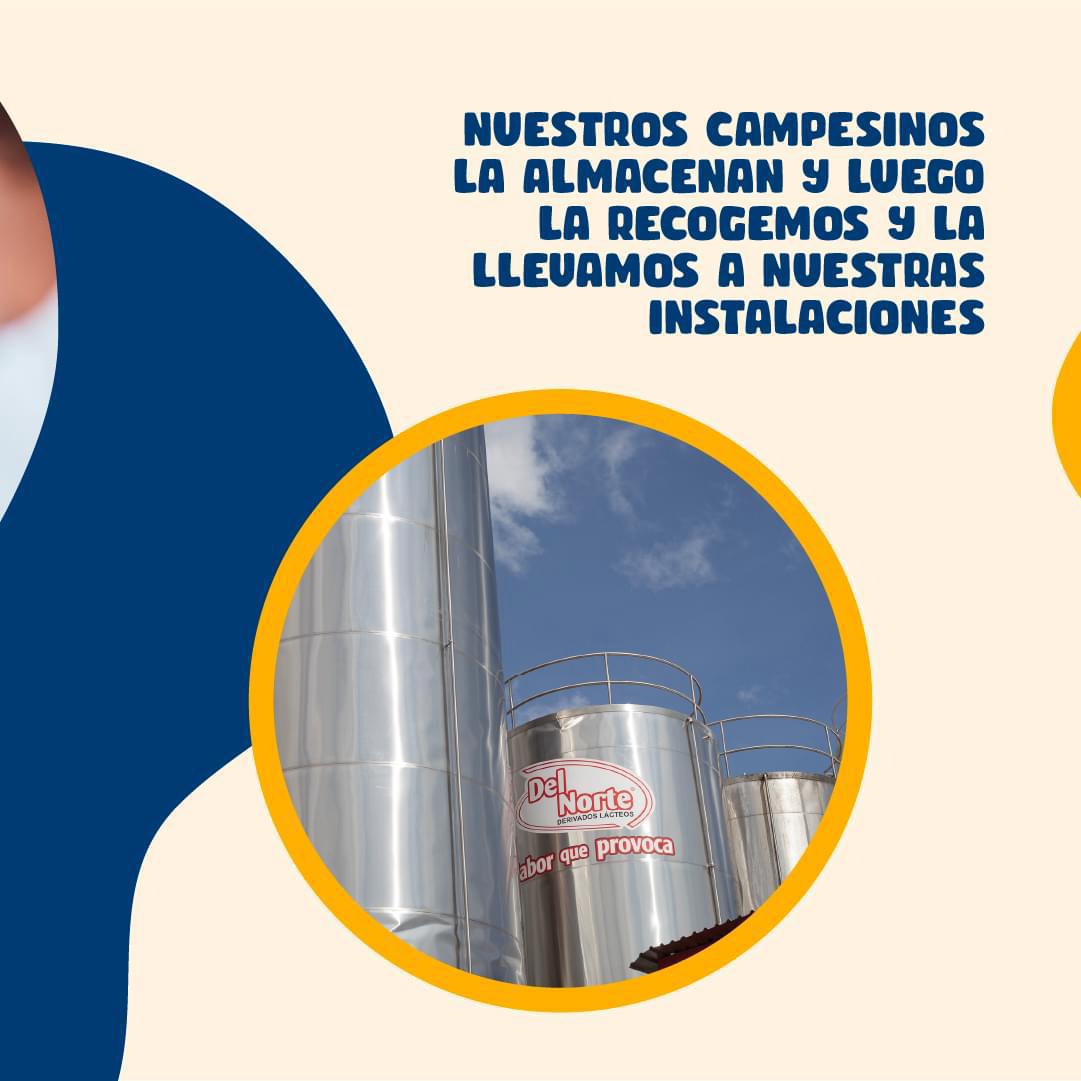 NUESTROS CAMPESINOS
LA ALMACENAN Y LUEGO
LA RECOGEMOS Y LA
LLEVAMOS A NUESTRAS
INSTALACIONES
Del
Norte®
DERIVADOS LÁCTEOS
abor que provoca